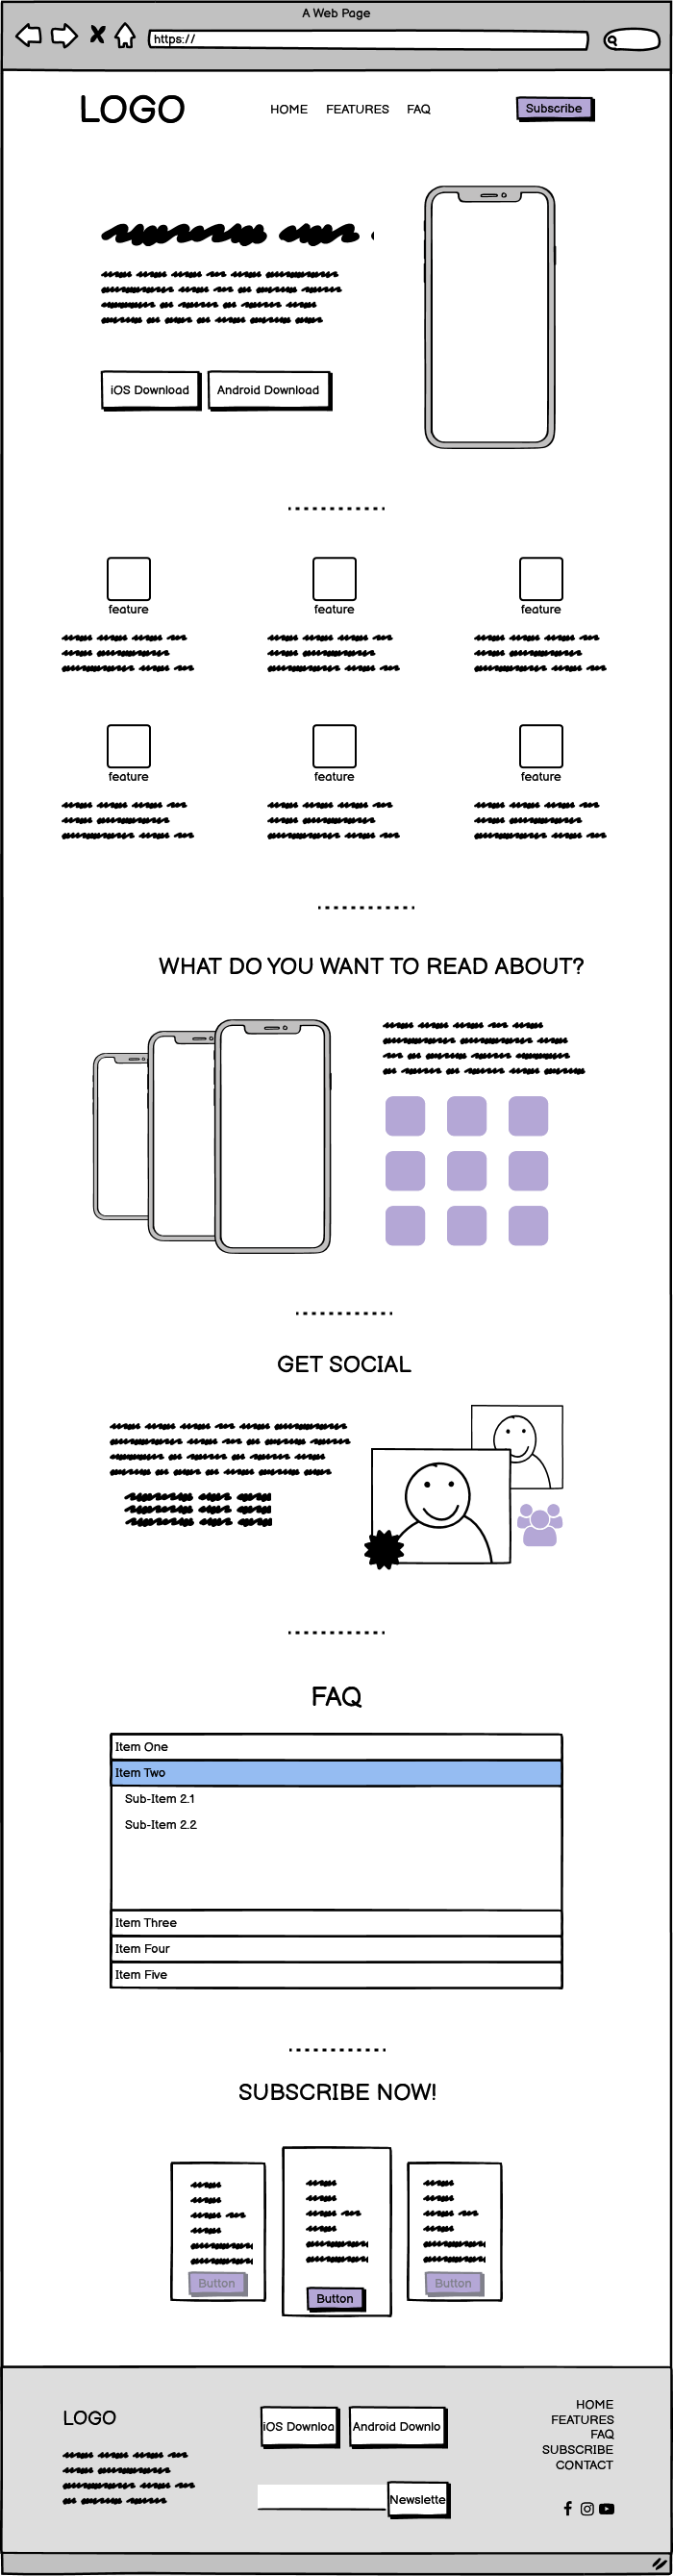 A Web Page
https://
LOGO
HOME FEATURES FAQ
Subscribe
iOS Download
Android Download
feature
feature
feature
feature
feature
feature
WHAT DO YOU WANT TO READ ABOUT?
GET SOCIAL
FAQ
Item One
Item Two
Sub-Item 2.1
Sub-Item 2.2
Item Three
Item Four
Item Five
SUBSCRIBE NOW!
Button
Button
Button
LOGO
iOS Downloa
Android Downlo
Newslette
HOME
FEATURES
FAQ
SUBSCRIBE
CONTACT